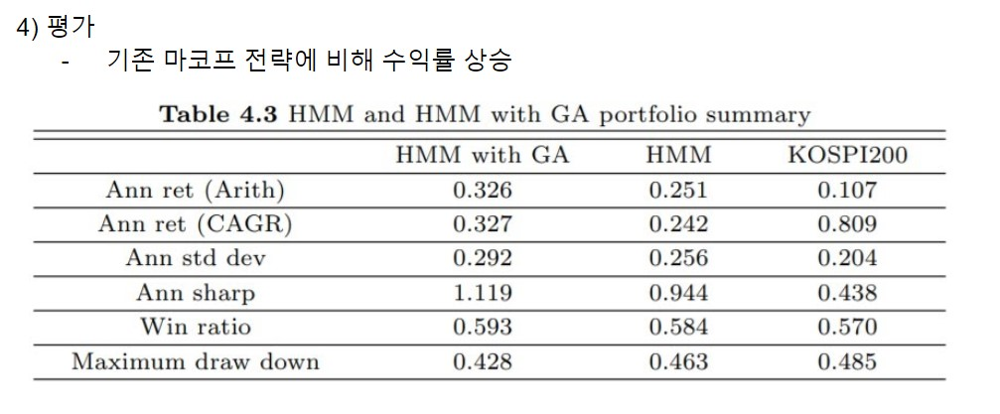 4) 평가
- 기존 마코프 전략에 비해 수익률 상승
Table 4.3 HMM and HMM with GA portfolio summary
HMM with GA HMM KOSPI200
Ann ret (Arith) 0.326 0.251 0.107
Ann ret (CAGR) 0.327 0.242 0.809
Ann std dev 0.292 0.256 0.204
Ann sharp 1.119 0.944 0.438
Win ratio 0.593 0.584 0.570
Maximum draw down 0.428 0.463 0.485